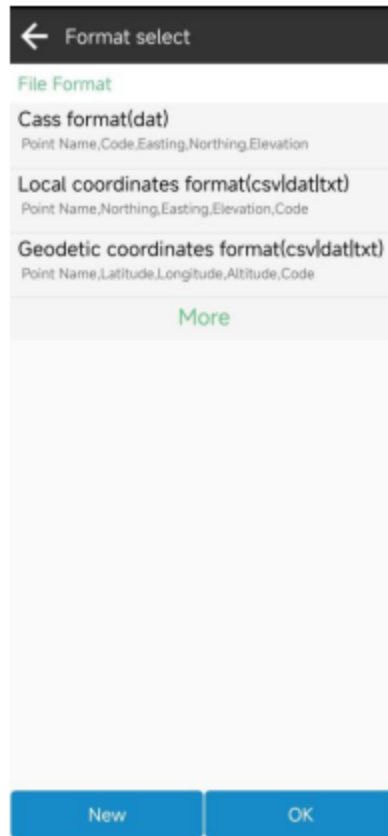 Format select
File Format
Cass format(dat)
Point Name,Code,Easting,Northing,Elevation
Local coordinates format(csv|dat|txt)
Point Name,Northing,Easting,Elevation,Code
Geodetic coordinates format(csv|dat|txt)
Point Name,Latitude,Longitude,Altitude,Code
More
New
OK